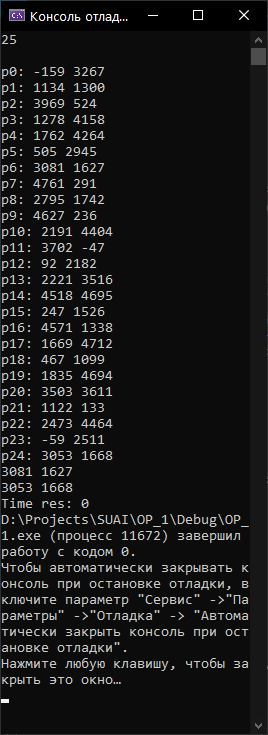 Консоль отлад...
25
p0: -159 3267
p1: 1134 1300
p2: 3969 524
p3: 1278 4158
p4: 1762 4264
p5: 505 2945
p6: 3081 1627
p7: 4761 291
p8: 2795 1742
p9: 4627 236
p10: 2191 4404
p11: 3702 -47
p12: 92 2182
p13: 2221 3516
p14: 4518 4695
p15: 247 1526
p16: 4571 1338
p17: 1669 4712
p18: 467 1099
p19: 1835 4694
p20: 3503 3611
p21: 1122 133
p22: 2473 4464
p23: -59 2511
p24: 3053 1668
3081 1627
3053 1668
Time res: 0
D:\Projects\SUAI\OP_1\Debug\OP_
1.exe (процесс 11672) завершил
работу с кодом 0.
Чтобы автоматически закрывать к
онсоль при остановке отладки, в
ключите параметр "Сервис" ->"Па
раметры" ->"Отладка" -> "Автома
тически закрыть консоль при ост
ановке отладки".
Нажмите любую клавишу, чтобы за
крыть это окно…